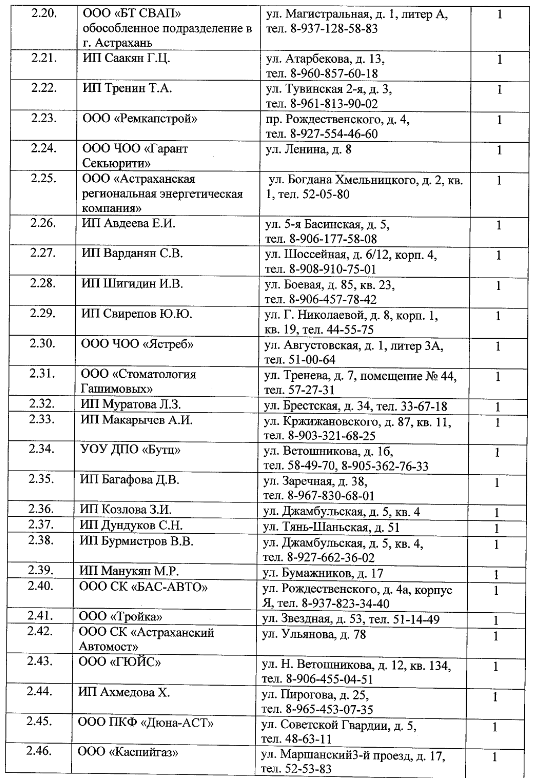 2.20. ООО «БТ СВАП» ул. Магистральная, д. 1, литер А, 1
обособленное подразделение в тел. 8-937-128-58-83
г. Астрахань
2.21. ИП Саакян Г.Ц. ул. Атарбекова, д. 13, 1
тел. 8-960-857-60-18
2.22. ИП Тренин Т.А. ул. Тувинская 2-я, д. 3, 1
тел. 8-961-813-90-02
2.23. ООО «Ремкапстрой» пр. Рождественского, д. 4, 1
тел. 8-927-554-46-60
2.24. ООО ЧОО «Гарант ул. Ленина, д. 8 1
Секьюрити»
2.25. ООО «Астраханская ул. Богдана Хмельницкого, д. 2, кв. 1
региональная энергетическая 1, тел. 52-05-80
компания»
2.26. ИП Авдеева Е.И. ул. 5-я Басинская, д. 5, 1
тел. 8-906-177-58-08
2.27. ИП Варданян С.В. ул. Шоссейная, д. 6/12, корп. 4, 1
тел. 8-908-910-75-01
2.28. ИП Шигидин И.В. ул. Боевая, д. 85, кв. 23, 1
тел. 8-906-457-78-42
2.29. ИП Свирепов Ю.Ю. ул. Г. Николаевой, д. 8, корп. 1, 1
кв. 19, тел. 44-55-75
2.30. ООО ЧОО «Ястреб» ул. Августовская, д. 1, литер 3А, 1
тел. 51-00-64
2.31. ООО «Стоматология ул. Тренева, д. 7, помещение № 44, 1
Гашимовых» тел. 57-27-31
2.32. ИП Муратова Л.З. ул. Брестская, д. 34, тел. 33-67-18 1
2.33. ИП Макарычев А.И. ул. Кржижановского, д. 87, кв. 11, 1
тел. 8-903-321-68-25
2.34. УОУ ДПО «Бутц» ул. Ветошникова, д. 1б, 1
тел. 58-49-70, 8-905-362-76-33
2.35. ИП Багафова Д.В. ул. Заречная, д. 38, 1
тел. 8-967-830-68-01
2.36. ИП Козлова З.И. ул. Джамбульская, д. 5, кв. 4 1
2.37. ИП Дундуков С.Н. ул. Тянь-Шаньская, д. 51 1
2.38. ИП Бурмистров В.В. ул. Джамбульская, д. 5, кв. 4, 1
тел. 8-927-662-36-02
2.39. ИП Манукян М.Р. ул. Бумажников, д. 17 1
2.40. ООО СК «БАС-АВТО» ул. Рождественского, д. 4а, корпус 1
Я, тел. 8-937-823-34-40
2.41. ООО «Тройка» ул. Звездная, д. 53, тел. 51-14-49 1
2.42. ООО СК «Астраханский ул. Ульянова, д. 78 1
Автомост»
2.43. ООО «ГЮЙС» ул. Н. Ветошникова, д. 12, кв. 134, 1
тел. 8-906-455-04-51
2.44. ИП Ахмедова Х. ул. Пирогова, д. 25, 1
тел. 8-965-453-07-35
2.45. ООО ПКФ «Дюна-АСТ» ул. Советской Гвардии, д. 5, 1
тел. 48-63-11
2.46. ООО «Каспийгаз» ул. Маршанский3-й проезд, д. 17, 1
тел. 52-53-83